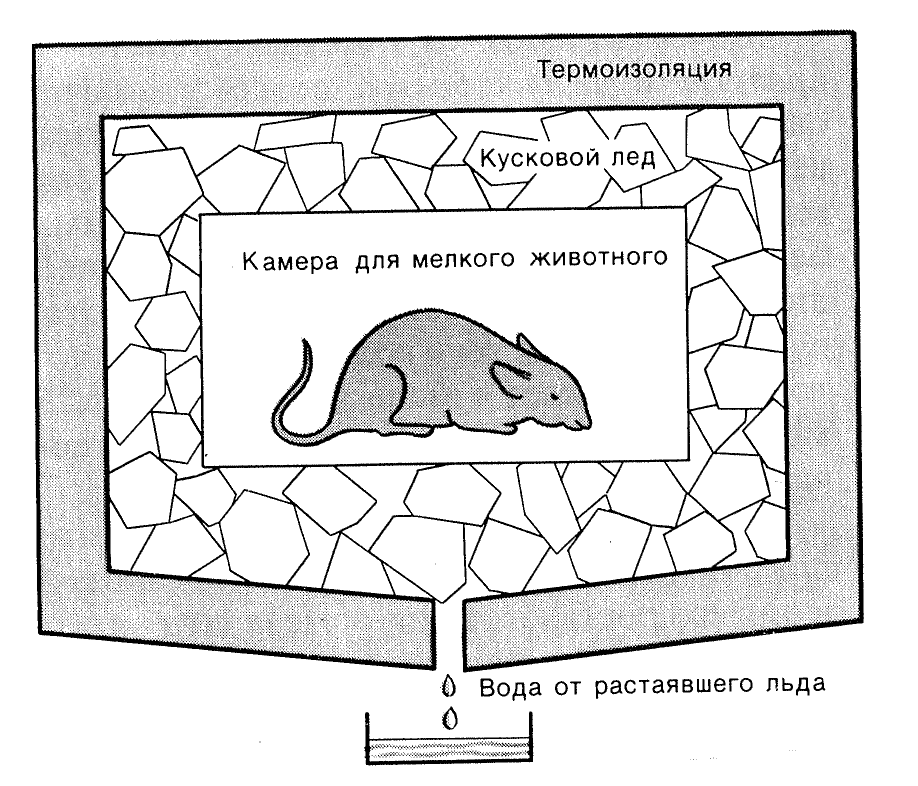 Термоизоляция
Кусковой лед
Камера для мелкого животного
Вода от растаявшего льда